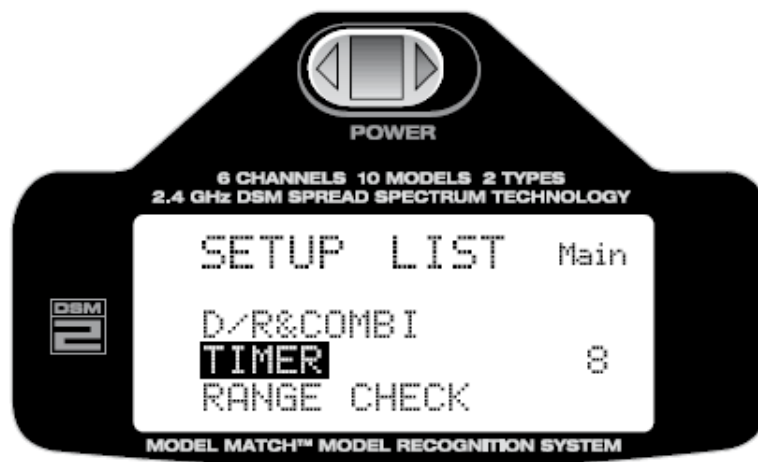 POWER
6 CHANNELS 10 MODELS 2 TYPES
2.4 GHz DSM SPREAD SPECTRUM TECHNOLOGY
SETUP LIST Main
DSM
2
D/R&COMBI
TIMER 8
RANGE CHECK
MODEL MATCH™ MODEL RECOGNITION SYSTEM